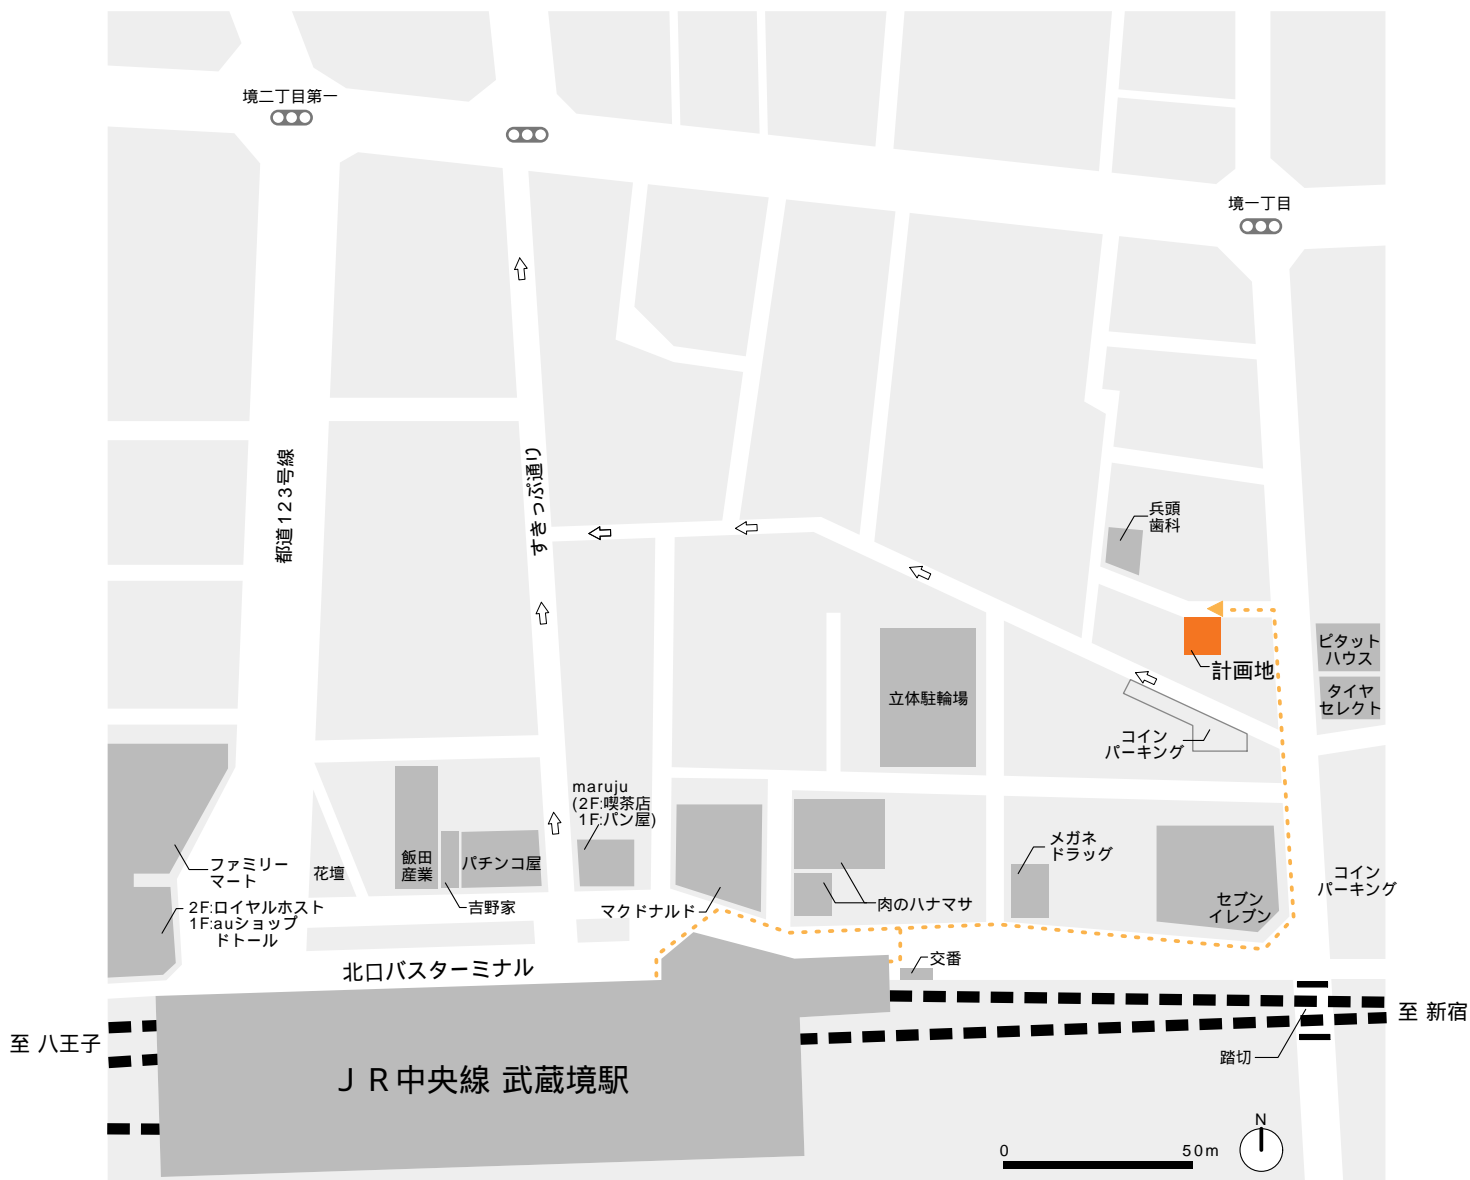 境二丁目第一
境一丁目
都道123号線
すきっぷ通り
兵頭
歯科
計画地
ピタット
ハウス
タイヤ
セレクト
立体駐輪場
コイン
パーキング
maruju
(2F:喫茶店
1F:パン屋)
メガネ
ドラッグ
ファミリー
マート
花壇
飯田
産業
パチンコ屋
吉野家
マクドナルド
肉のハナマサ
セブン
イレブン
コイン
パーキング
2F:ロイヤルホスト
1F:auショップ
ドトール
北口バスターミナル
交番
至 八王子
至 新宿
踏切
JR中央線 武蔵境駅
N
0 50m